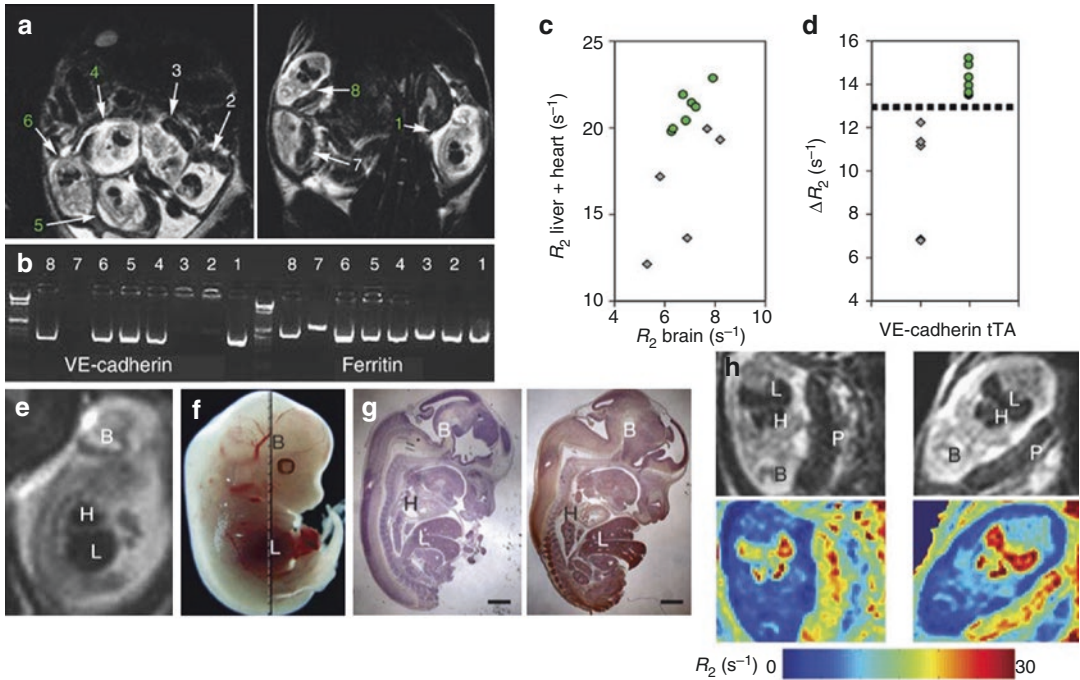 a
4
3
2
6
5
8
1
7
b
8 7 6 5 4 3 2 1 8 7 6 5 4 3 2 1
VE-cadherin Ferritin
c
R2 liver + heart (s⁻¹)
25
20
15
10
4 6 8 10
R2 brain (s⁻¹)
d
ΔR2 (s⁻¹)
16
14
12
10
8
6
4
VE-cadherin tTA
e
B
H
L
f
B
L
g
B
H
L
B
H
L
h
L
H
P
B
L
H
B
P
R2 (s⁻¹) 0 30